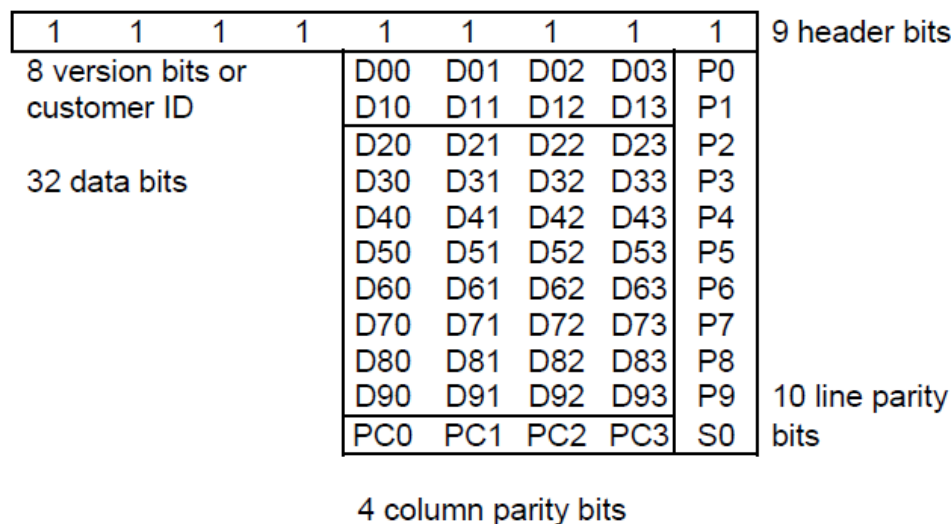 1 1 1 1 1 1 1 1 1 9 header bits
8 version bits or D00 D01 D02 D03 P0
customer ID D10 D11 D12 D13 P1
D20 D21 D22 D23 P2
32 data bits D30 D31 D32 D33 P3
D40 D41 D42 D43 P4
D50 D51 D52 D53 P5
D60 D61 D62 D63 P6
D70 D71 D72 D73 P7
D80 D81 D82 D83 P8
D90 D91 D92 D93 P9 10 line parity
PC0 PC1 PC2 PC3 S0 bits
4 column parity bits